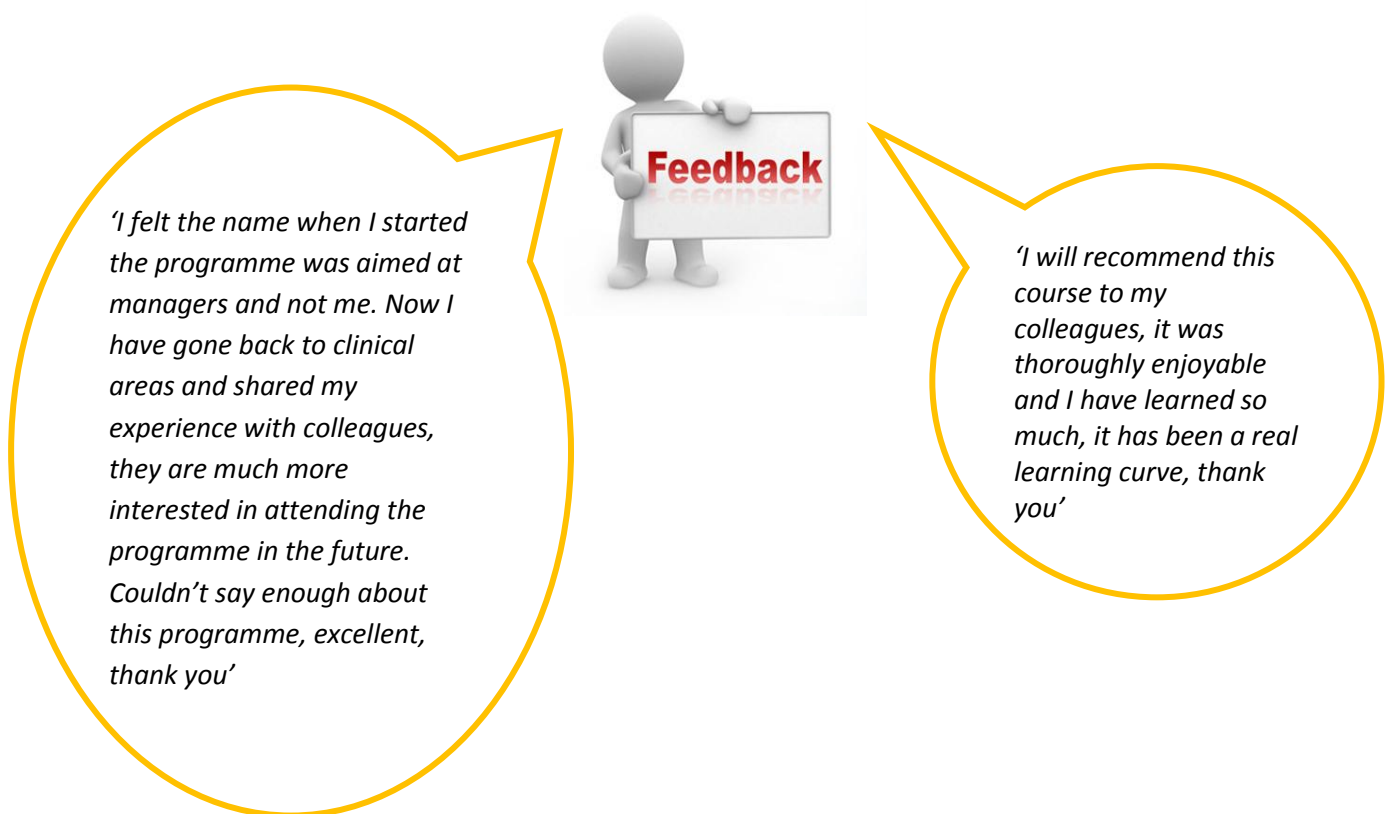 Feedback
‘I felt the name when I started
the programme was aimed at
managers and not me. Now I
have gone back to clinical
areas and shared my
experience with colleagues,
they are much more
interested in attending the
programme in the future.
Couldn’t say enough about
this programme, excellent,
thank you’
‘I will recommend this
course to my
colleagues, it was
thoroughly enjoyable
and I have learned so
much, it has been a real
learning curve, thank
you’